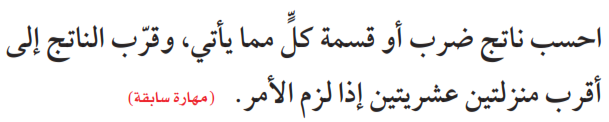 احسب ناتج ضرب أو قسمة كلٍّ مما يأتي، وقرّب الناتج إلى
أقرب منزلتين عشريتين إذا لزم الأمر. (مهارة سابقة)